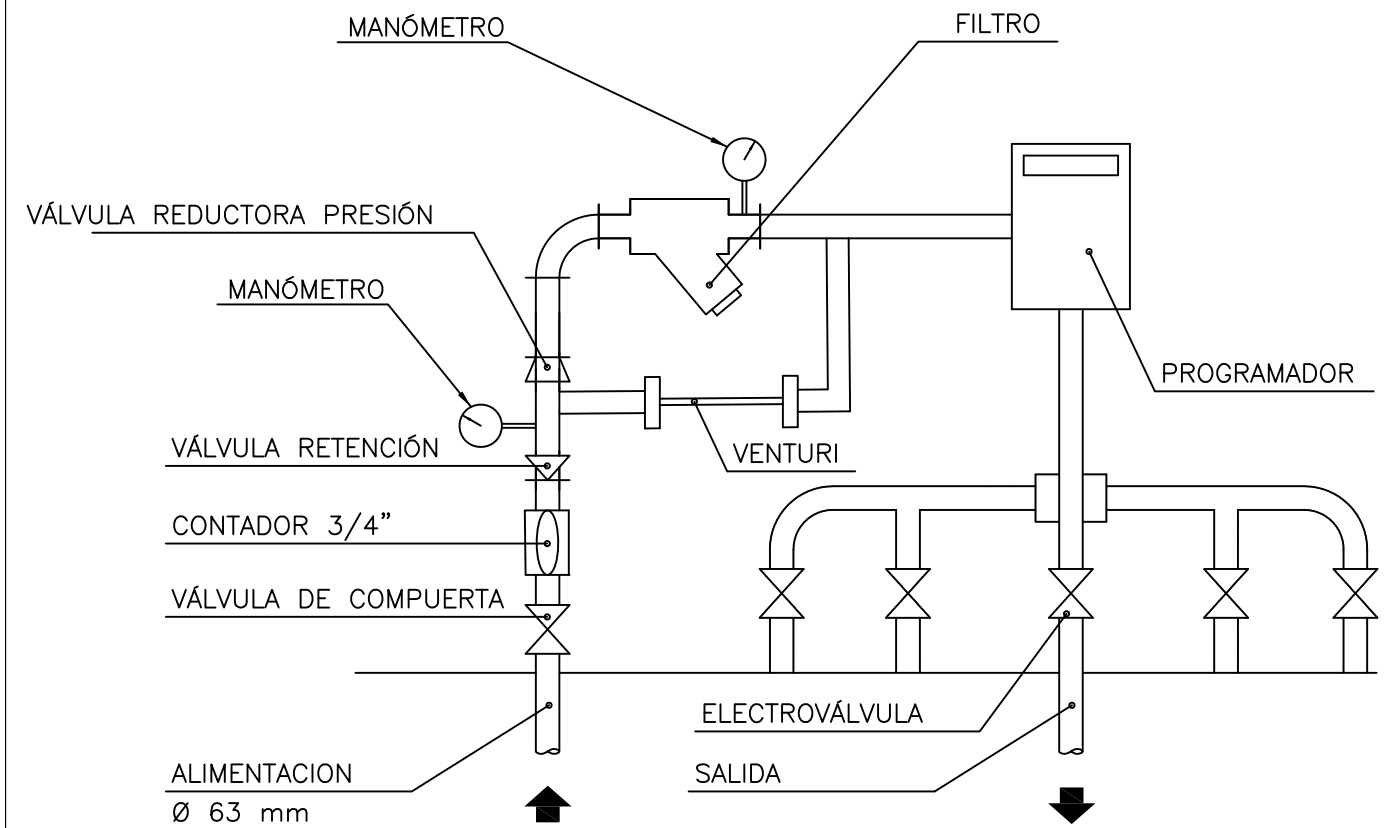 MANÓMETRO
FILTRO
VÁLVULA REDUCTORA PRESIÓN
MANÓMETRO
PROGRAMADOR
VÁLVULA RETENCIÓN
VENTURI
CONTADOR 3/4”
VÁLVULA DE COMPUERTA
ELECTROVÁLVULA
ALIMENTACION
Ø 63 mm
SALIDA